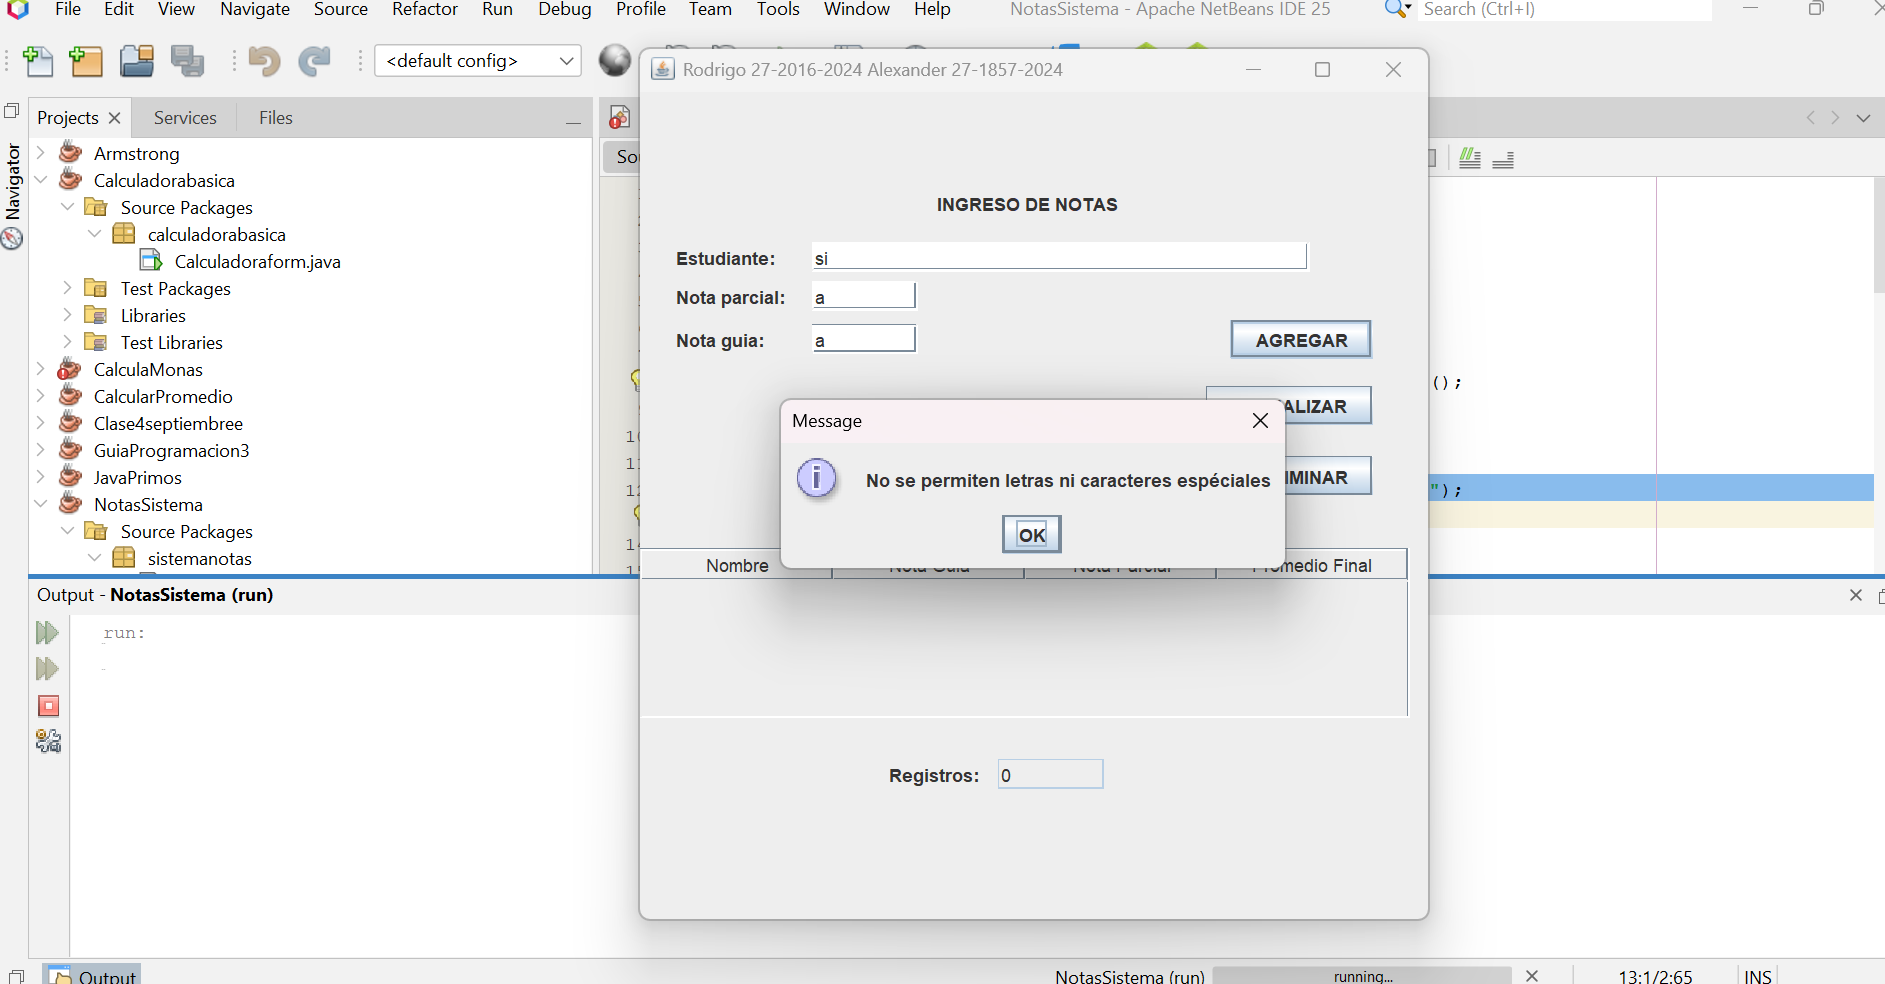 File Edit View Navigate Source Refactor Run Debug Profile Team Tools Window Help NotasSistema - Apache NetBeans IDE 25 Search (Ctrl+I)
<default config>
Rodrigo 27-2016-2024 Alexander 27-1857-2024
Projects Services Files
Navigator
Armstrong
Calculadorabasica
Source Packages
calculadorabasica
Calculadoraform.java
Test Packages
Libraries
Test Libraries
CalculaMonas
CalcularPromedio
Clase4septiembree
GuiaProgramacion3
JavaPrimos
NotasSistema
Source Packages
sistemanotas
INGRESO DE NOTAS
Estudiante: si
Nota parcial: a
Nota guia: a
AGREGAR
ALIZAR
IMINAR
();
");
Message
No se permiten letras ni caracteres espéciales
OK
Nombre Nota Guia Nota Parcial Promedio Final
Registros: 0
Output - NotasSistema (run)
run:
Output
NotasSistema (run) running... 13:1/2:65 INS